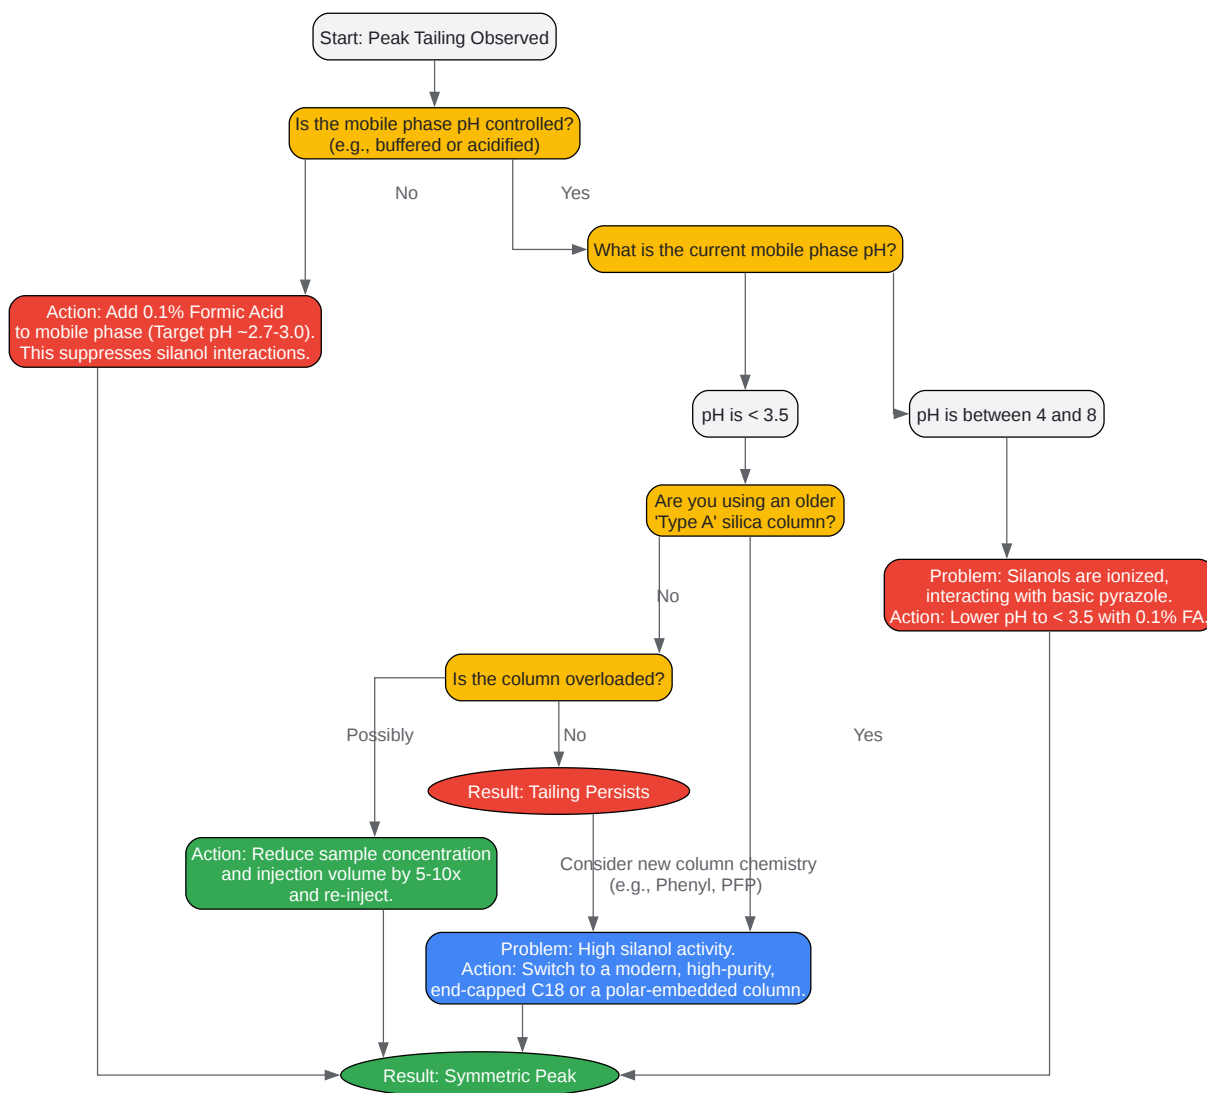 Start: Peak Tailing Observed
Is the mobile phase pH controlled?
(e.g., buffered or acidified)
No
Yes
What is the current mobile phase pH?
Action: Add 0.1% Formic Acid
to mobile phase (Target pH ~2.7-3.0).
This suppresses silanol interactions.
pH is < 3.5
pH is between 4 and 8
Are you using an older
'Type A' silica column?
Problem: Silanols are ionized,
interacting with basic pyrazole.
Action: Lower pH to < 3.5 with 0.1% FA.
No
Is the column overloaded?
Possibly
No
Yes
Result: Tailing Persists
Action: Reduce sample concentration
and injection volume by 5-10x
and re-inject.
Consider new column chemistry
(e.g., Phenyl, PFP)
Problem: High silanol activity.
Action: Switch to a modern, high-purity,
end-capped C18 or a polar-embedded column.
Result: Symmetric Peak